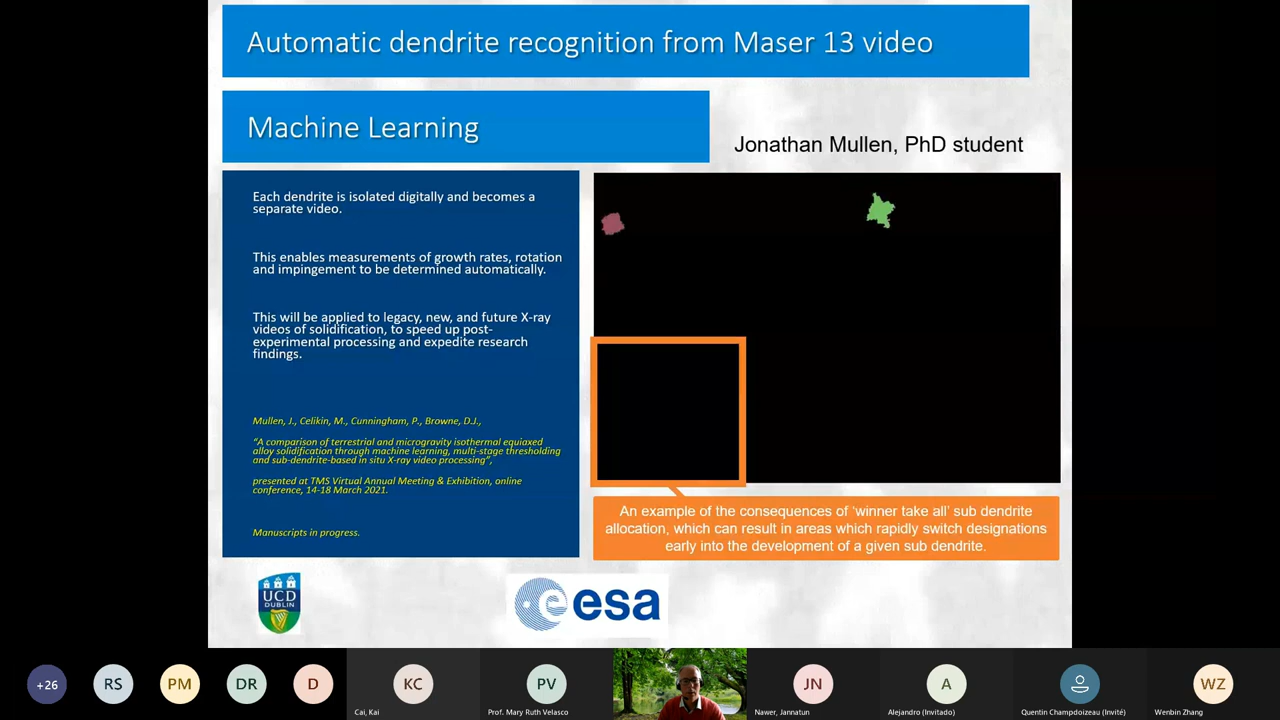 Automatic dendrite recognition from Maser 13 video
Machine Learning
Jonathan Mullen, PhD student
Each dendrite is isolated digitally and becomes a
separate video.
This enables measurements of growth rates, rotation
and impingement to be determined automatically.
This will be applied to legacy, new, and future X-ray
videos of solidification, to speed up post-
experimental processing and expedite research
findings.
Mullen, J., Celikin, M., Cunningham, P., Browne, D.J.,
"A comparison of terrestrial and microgravity isothermal equiaxed
alloy solidification through machine learning, multi-stage thresholding
and sub-dendrite-based in situ X-ray video processing",
presented at TMS Virtual Annual Meeting & Exhibition, online
conference, 14-18 March 2021.
Manuscripts in progress.
An example of the consequences of ‘winner take all’ sub dendrite
allocation, which can result in areas which rapidly switch designations
early into the development of a given sub dendrite.
UCD
DUBLIN
esa
+26
RS
PM
DR
D
KC
Cai, Kai
PV
Prof. Mary Ruth Velasco
JN
Nawer, Jannatun
A
Alejandro (Invitado)
Quentin Champdoizeau (Invité)
WZ
Wenbin Zhang